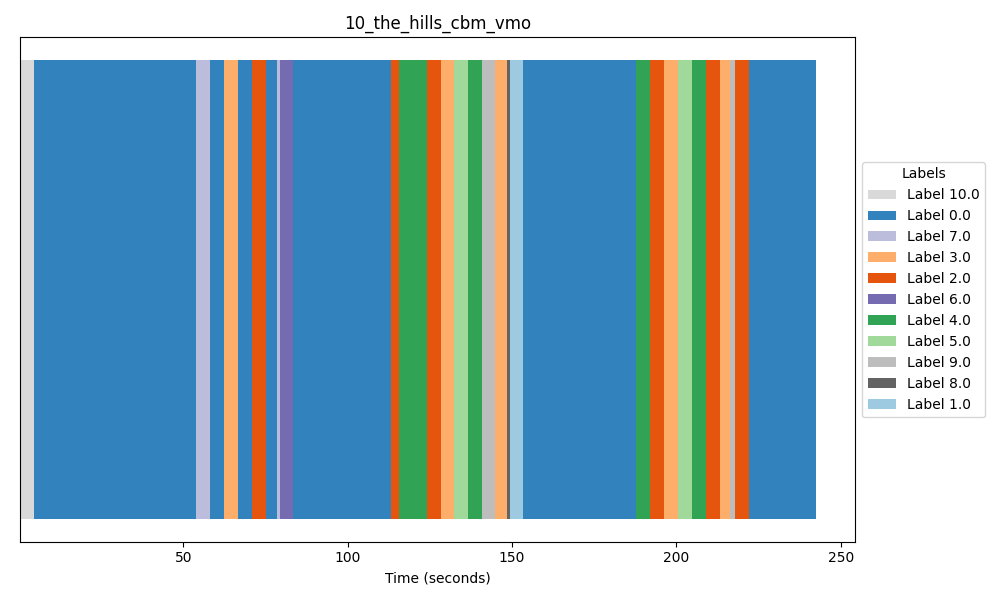 10_the_hills_cbm_vmo
Labels
Label 10.0
Label 0.0
Label 7.0
Label 3.0
Label 2.0
Label 6.0
Label 4.0
Label 5.0
Label 9.0
Label 8.0
Label 1.0
50 100 150 200 250
Time (seconds)